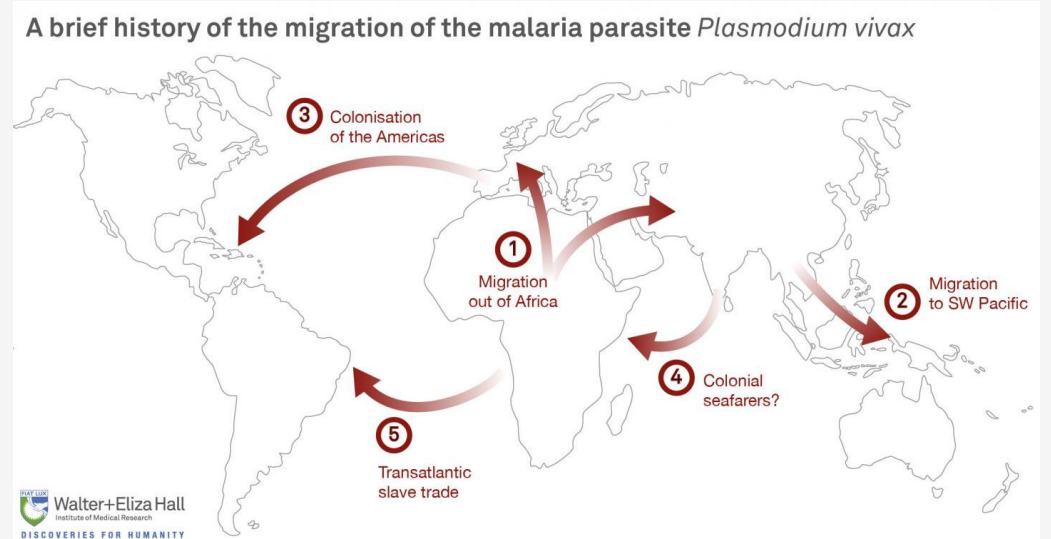 A brief history of the migration of the malaria parasite Plasmodium vivax
3
Colonisation
of the Americas
1
Migration
out of Africa
2
Migration
to SW Pacific
4
Colonial
seafarers?
5
Transatlantic
slave trade
FIAT LUX
Walter+Eliza Hall
Institute of Medical Research
DISCOVERIES FOR HUMANITY